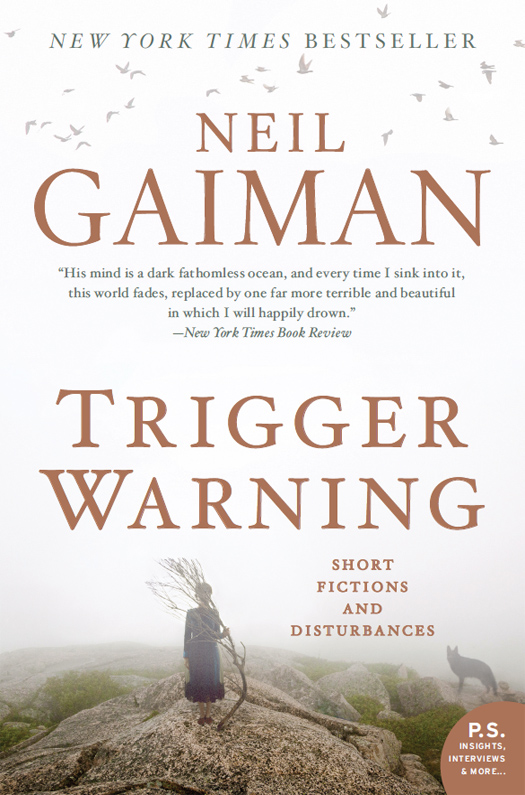 NEW YORK TIMES BESTSELLER
NEIL
GAIMAN
“His mind is a dark fathomless ocean, and every time I sink into it,
this world fades, replaced by one far more terrible and beautiful
in which I will happily drown.”
—New York Times Book Review
TRIGGER
WARNING
SHORT
FICTIONS
AND
DISTURBANCES
P.S.
INSIGHTS,
INTERVIEWS
& MORE...